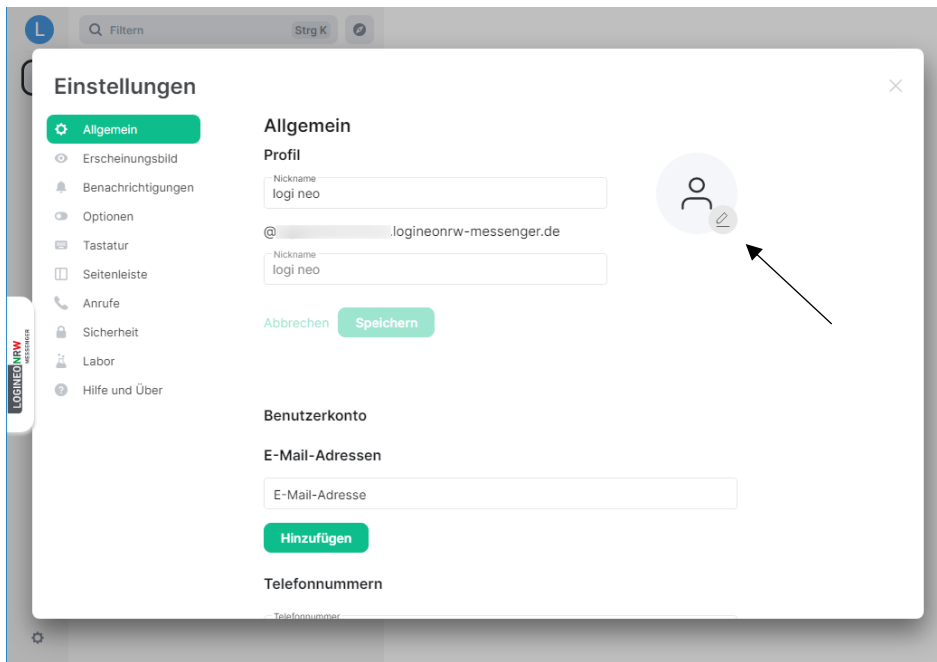 L
Filtern
Strg K
Einstellungen
Allgemein
Erscheinungsbild
Benachrichtigungen
Optionen
Tastatur
Seitenleiste
Anrufe
Sicherheit
Labor
Hilfe und Über
Allgemein
Profil
Nickname
logi neo
@ .logineonrw-messenger.de
Nickname
logi neo
Abbrechen
Speichern
Benutzerkonto
E-Mail-Adressen
E-Mail-Adresse
Hinzufügen
Telefonnummern
Telefonnummer
LOGINEONRW
MESSENGER